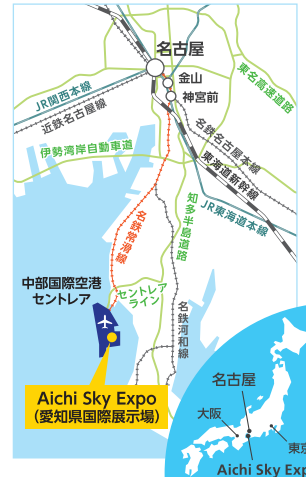 名古屋
金山
神宮前
JR関西本線
近鉄名古屋線
東名高速道路
伊勢湾岸自動車道
名鉄名古屋本線
東海道新幹線
JR東海道本線
名鉄常滑線
知多半島道路
中部国際空港
セントレア
セントレア
ライン
名鉄河和線
Aichi Sky Expo
(愛知県国際展示場)
名古屋
大阪
Aichi Sky